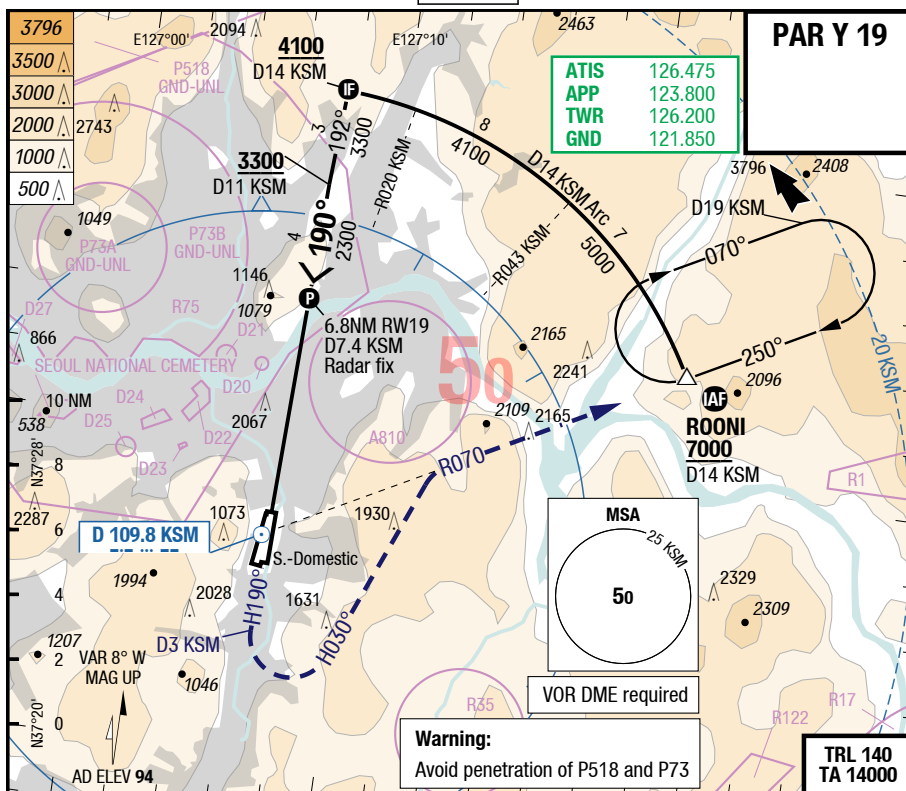 3796
3500
3000
2000
1000
500
E127°00'
2094
4100
D14 KSM
IF
E127°10'
2463
PAR Y 19
ATIS 126.475
APP 123.800
TWR 126.200
GND 121.850
P518
GND-UNL
2743
3
192°
3300
R020 KSM
8
4100
D14 KSM Arc
7
5000
3796
2408
3300
D11 KSM
D19 KSM
1049
P73A
GND-UNL
P73B
GND-UNL
4
190°
2300
R043 KSM
070°
D27
R75
1146
1079
P
6.8NM RW19
D7.4 KSM
Radar fix
866
D21
SEOUL NATIONAL CEMETERY
50
2165
2241
250°
20 KSM
D20
D24
10 NM
538
D25
D22
D23
2067
A810
2109
2165
2096
IAF
ROONI
7000
D14 KSM
N37°28'
8
R070
R1
2287
6
1073
D 109.8 KSM
1930
S.-Domestic
MSA
25 KSM
50
1994
4
2028
H190°
1631
H030°
2329
2309
1207
2
D3 KSM
VAR 8° W
MAG UP
1046
VOR DME required
N37°20'
0
R35
R17
R122
AD ELEV 94
Warning:
Avoid penetration of P518 and P73
TRL 140
TA 14000